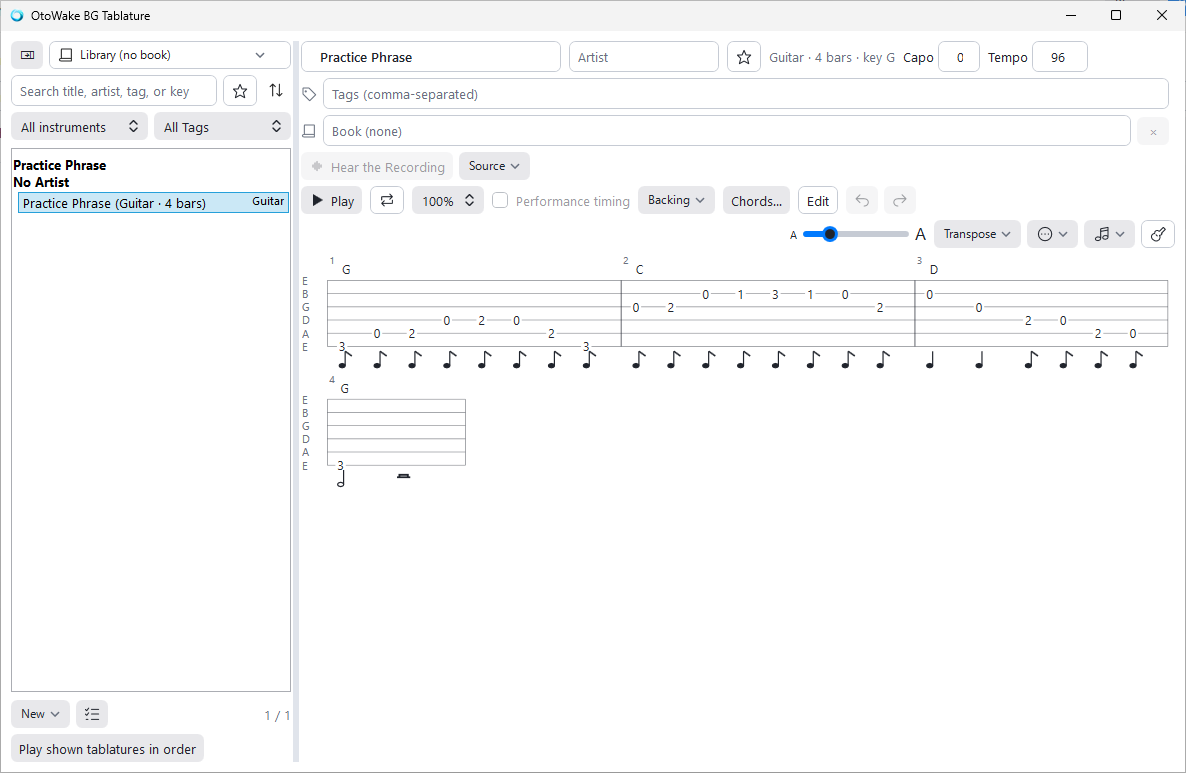 OtoWake BG Tablature
Library (no book)
Search title, artist, tag, or key
All instruments
All Tags
Practice Phrase
No Artist
Practice Phrase (Guitar · 4 bars) Guitar
New
1 / 1
Play shown tablatures in order
Practice Phrase
Artist
Guitar · 4 bars · key G Capo 0 Tempo 96
Tags (comma-separated)
Book (none)
×
Hear the Recording
Source
Play
100%
Performance timing
Backing
Chords...
Edit
A A
Transpose
1 2 3
G C D
E
B 0 1 3 1 0 0
G 0 2 2 0
D 0 2 0 2 0
A 0 2 2 2 0
E 3 3
4
G
E
B
G
D
A
E 3